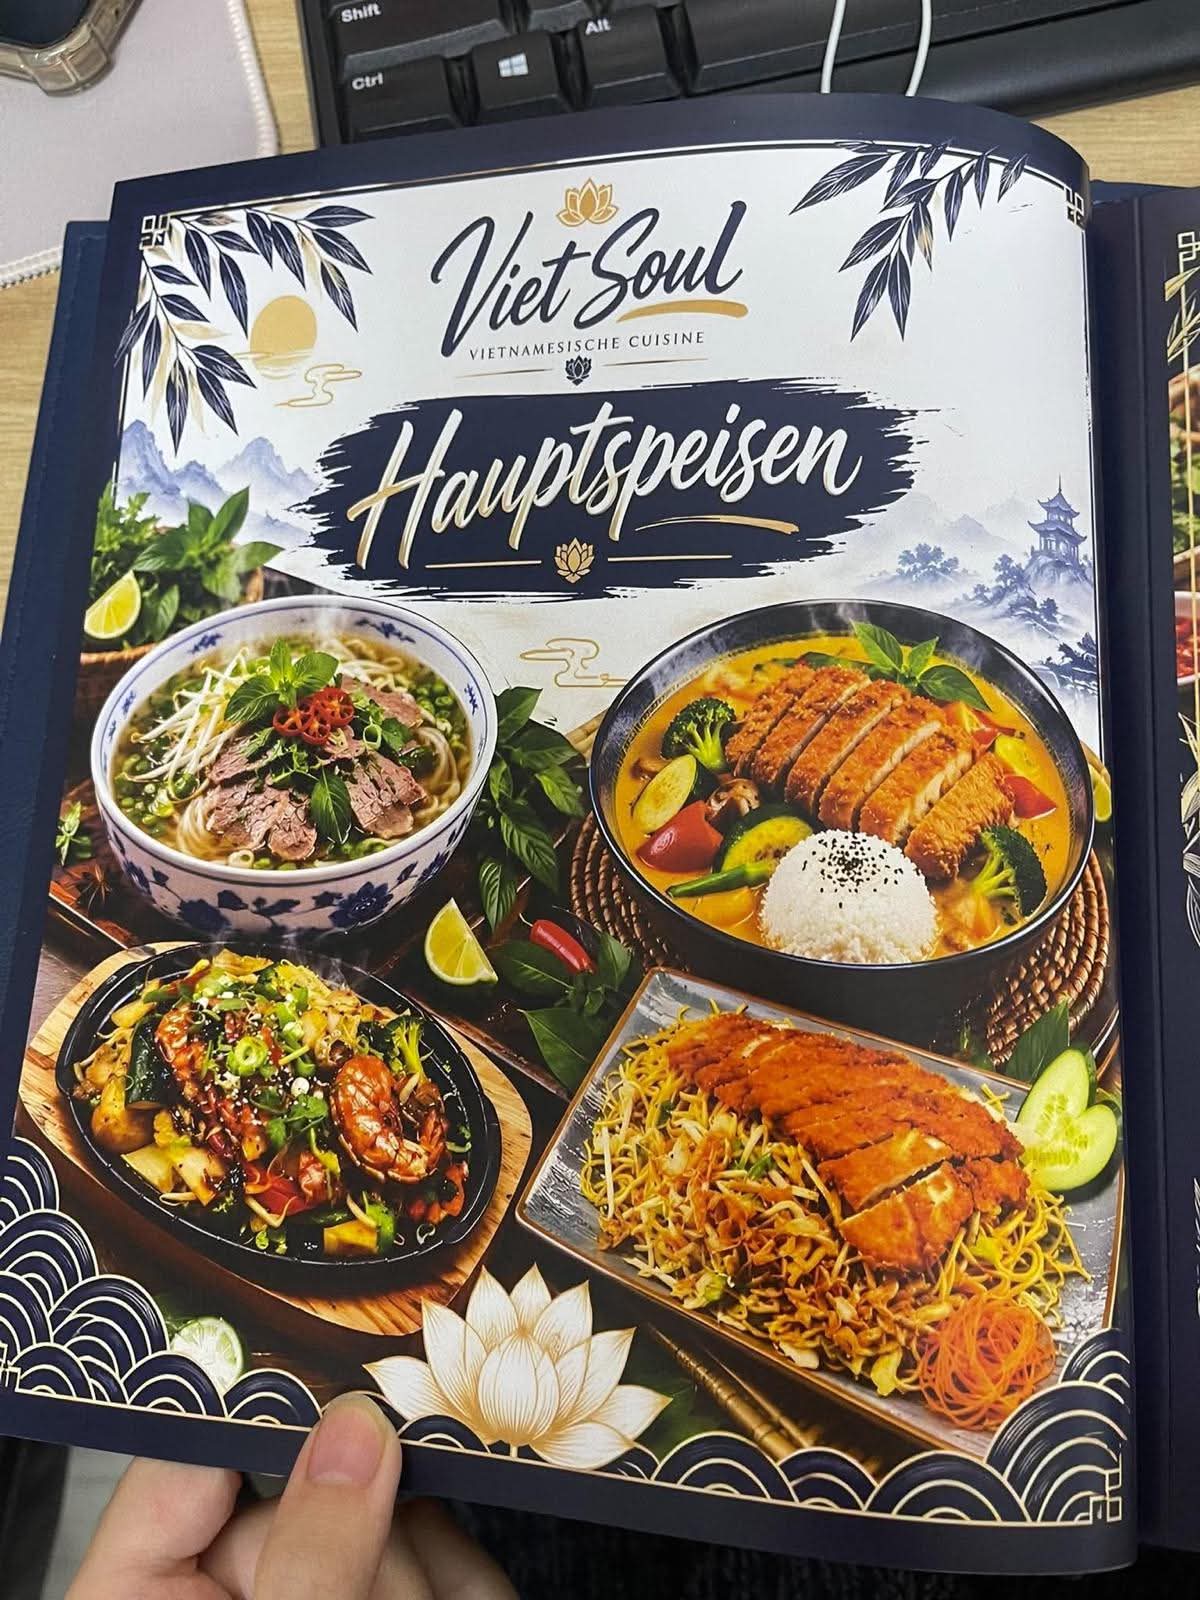 Shift
Alt
Ctrl
Viet Soul
VIETNAMESISCHE CUISINE
Hauptspeisen